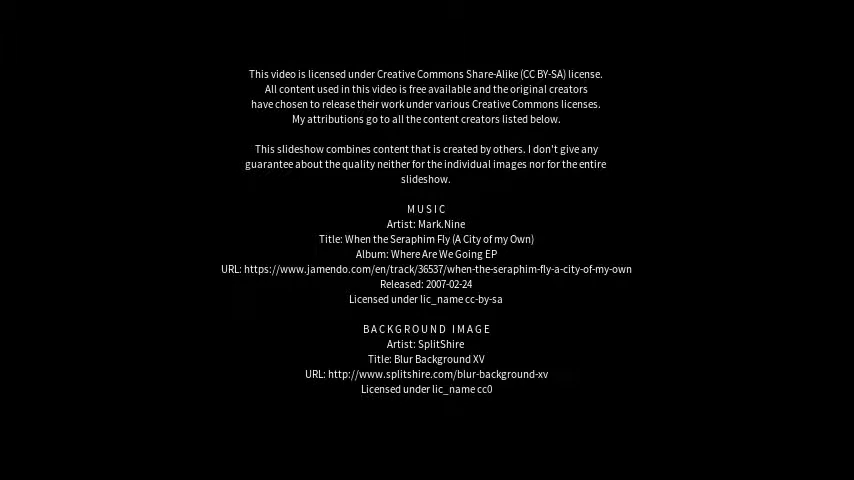 This video is licensed under Creative Commons Share-Alike (CC BY-SA) license.
All content used in this video is free available and the original creators
have chosen to release their work under various Creative Commons licenses.
My attributions go to all the content creators listed below.
This slideshow combines content that is created by others. I don't give any
guarantee about the quality neither for the individual images nor for the entire
slideshow.
MUSIC
Artist: Mark.Nine
Title: When the Seraphim Fly (A City of my Own)
Album: Where Are We Going EP
URL: https://www.jamendo.com/en/track/36537/when-the-seraphim-fly-a-city-of-my-own
Released: 2007-02-24
Licensed under lic_name cc-by-sa
BACKGROUND IMAGE
Artist: SplitShire
Title: Blur Background XV
URL: http://www.splitshire.com/blur-background-xv
Licensed under lic_name cc0